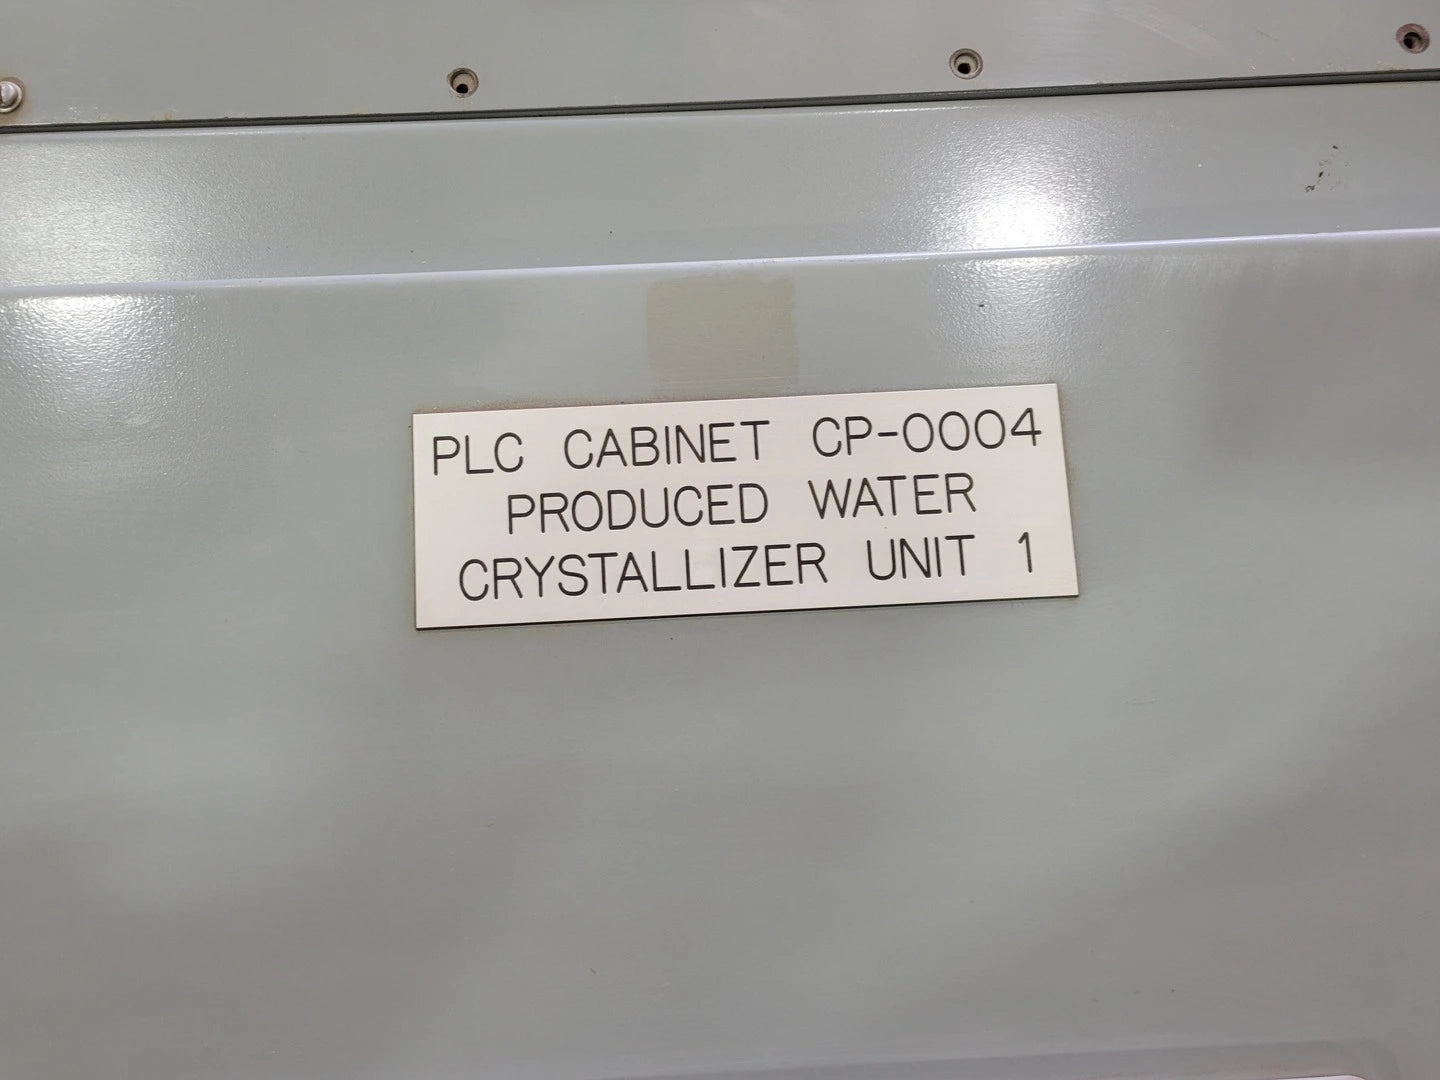 PLC CABINET CP-0004
PRODUCED WATER
CRYSTALLIZER UNIT 1